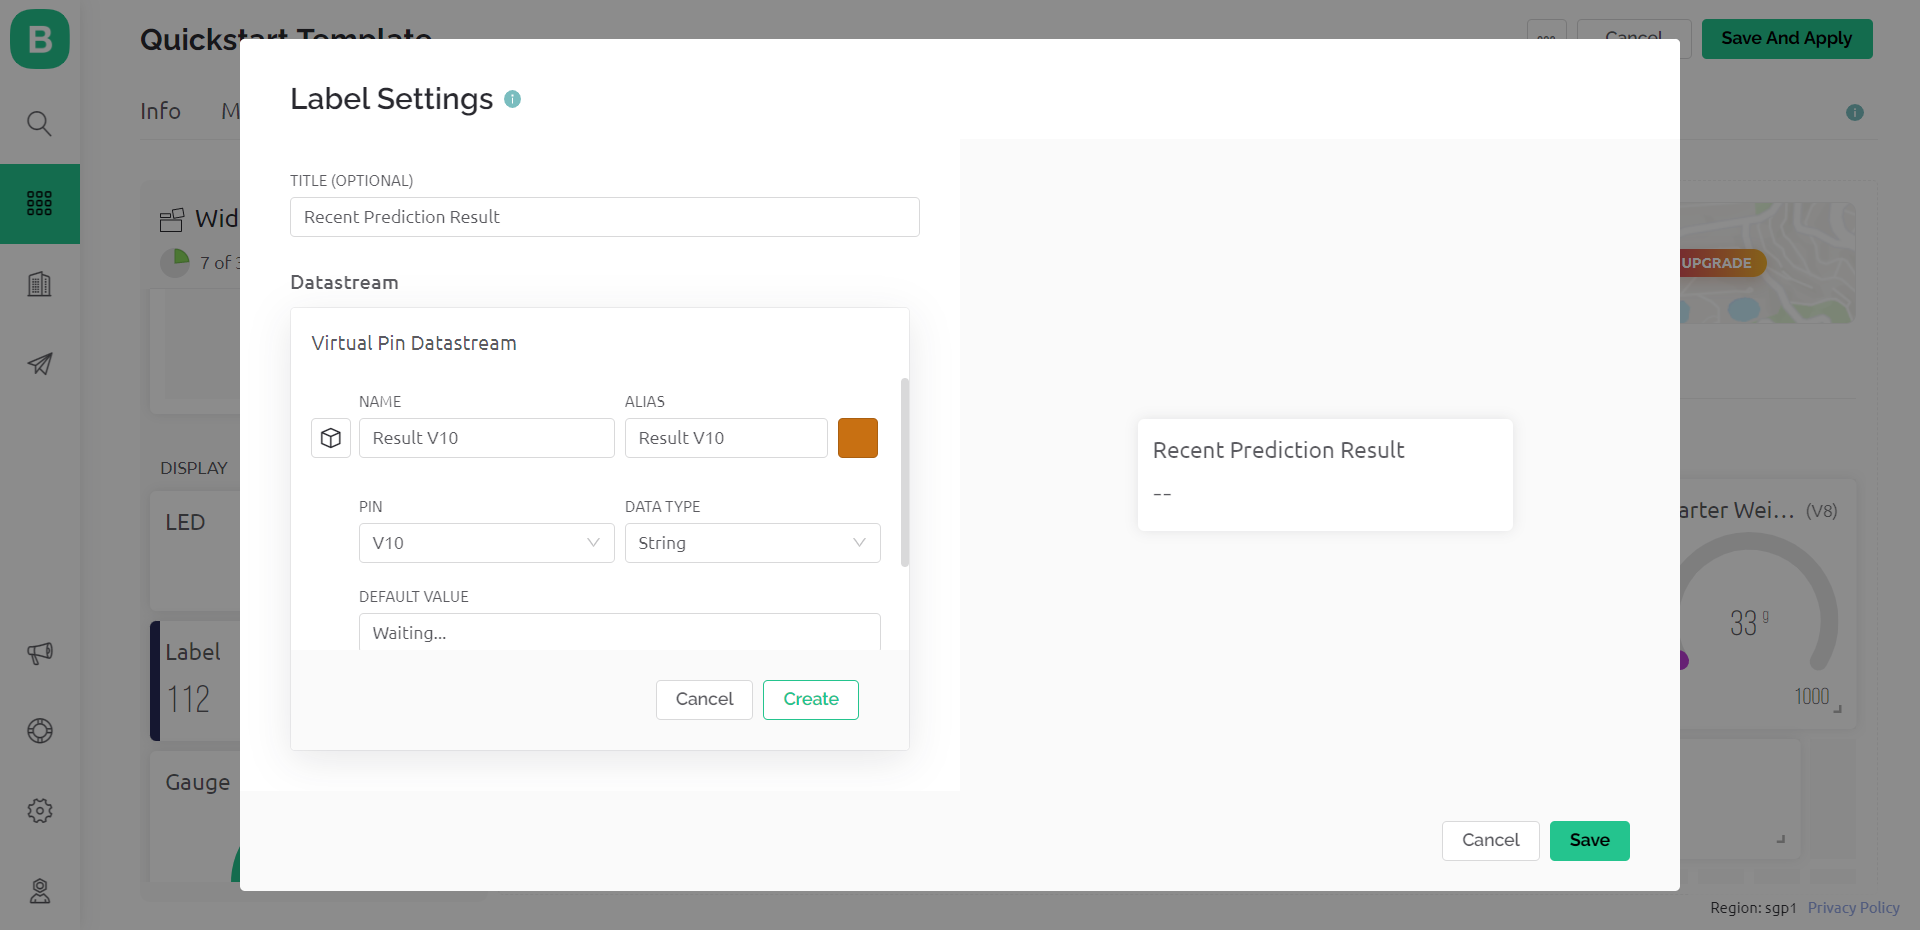 B
Quickstart Template
Cancel
Save And Apply
Info
M
Label Settings
TITLE (OPTIONAL)
Recent Prediction Result
Datastream
Virtual Pin Datastream
NAME
ALIAS
Result V10
Result V10
PIN
DATA TYPE
V10
String
DEFAULT VALUE
Waiting...
Cancel
Create
Recent Prediction Result
--
Cancel
Save
Wid
7 of 3
DISPLAY
LED
Label
112
Gauge
UPGRADE
arter Wei... (V8)
33 g
1000
Region: sgp1 Privacy Policy